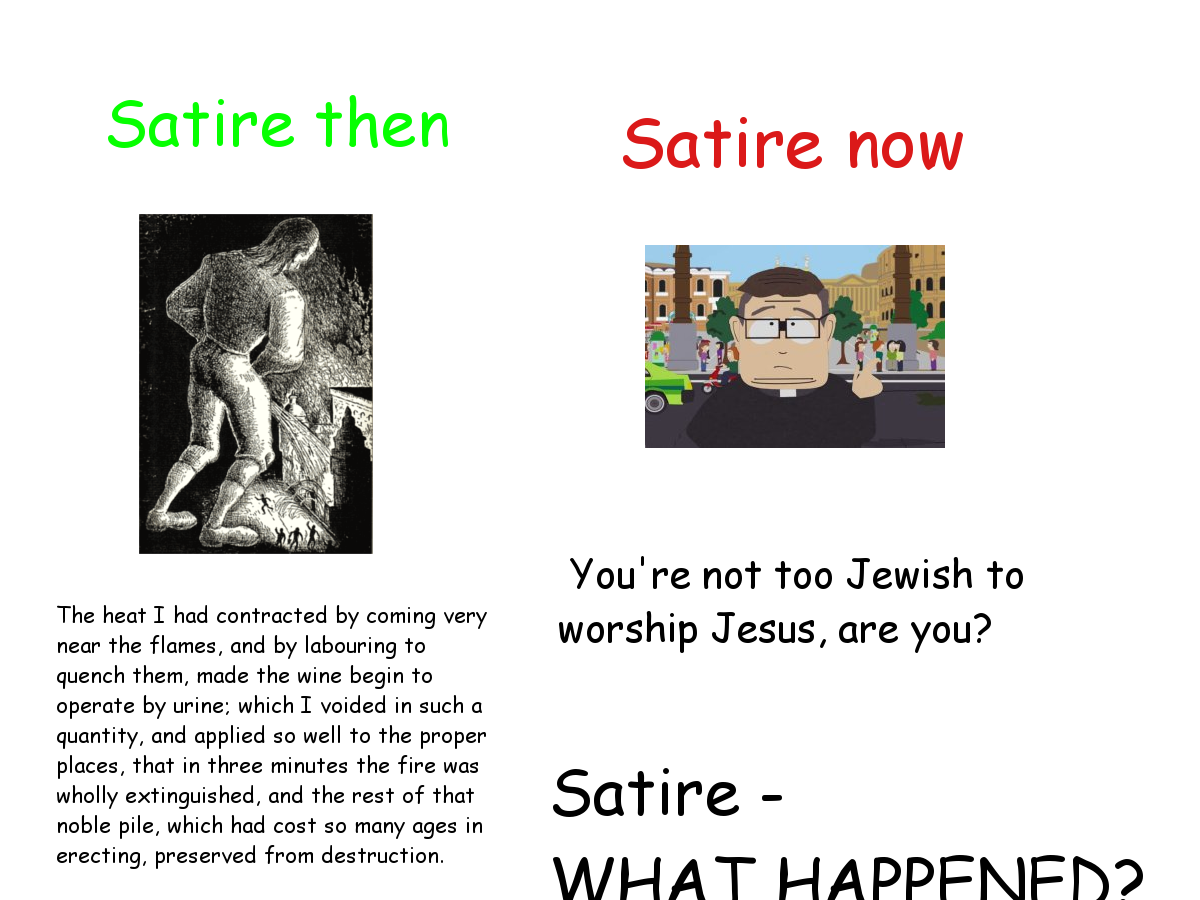 Satire then
The heat I had contracted by coming very
near the flames, and by labouring to
quench them, made the wine begin to
operate by urine; which I voided in such a
quantity, and applied so well to the proper
places, that in three minutes the fire was
wholly extinguished, and the rest of that
noble pile, which had cost so many ages in
erecting, preserved from destruction.
Satire now
You're not too Jewish to
worship Jesus, are you?
Satire -
WHAT HAPPENED?